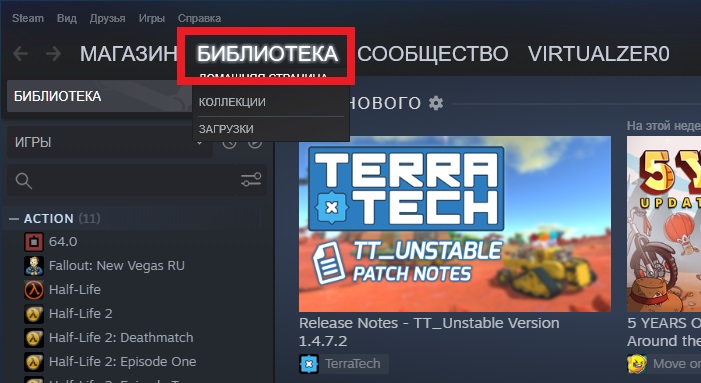 Steam Вид Друзья Игры Справка
МАГАЗИН БИБЛИОТЕКА СООБЩЕСТВО VIRTUALZER0
ДОМАШНЯЯ СТРАНИЦА
БИБЛИОТЕКА
КОЛЛЕКЦИИ
НОВОГО
ЗАГРУЗКИ
На этой неде
ИГРЫ
TERRA
TECH
TT_UNSTABLE
PATCH NOTES
5 Y
UPDAT
ACTION (11)
64.0
Fallout: New Vegas RU
Half-Life
Half-Life 2
Half-Life 2: Deathmatch
Half-Life 2: Episode One
Release Notes - TT_Unstable Version
1.4.7.2
TerraTech
5 YEARS O
Around the
Move or